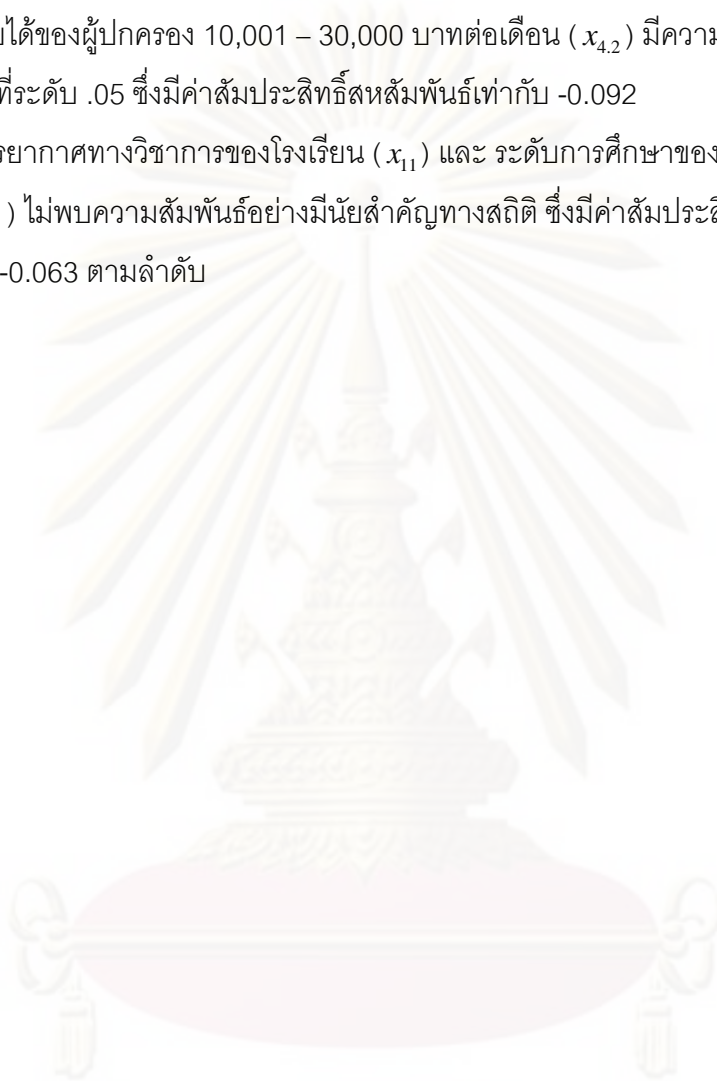 ได้ของผู้ปกครอง 10,001 – 30,000 บาทต่อเดือน ( x4.2 ) มีความ
ที่ระดับ .05 ซึ่งมีค่าสัมประสิทธิ์สหสัมพันธ์เท่ากับ -0.092
รยากาศทางวิชาการของโรงเรียน ( x11 ) และ ระดับการศึกษาของ
) ไม่พบความสัมพันธ์อย่างมีนัยสำคัญทางสถิติ ซึ่งมีค่าสัมประสิ
-0.063 ตามลำดับ